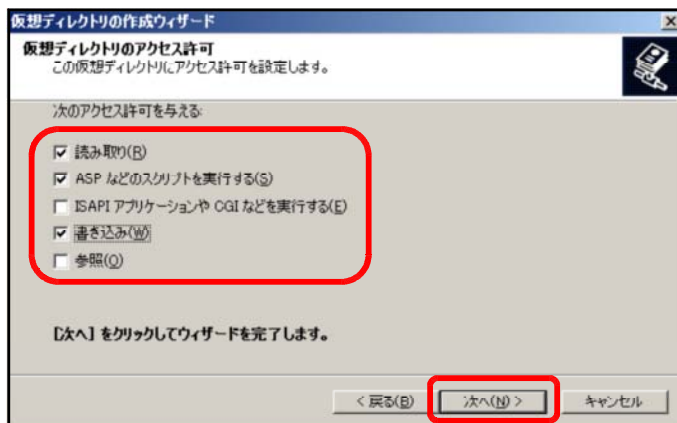 仮想ディレクトリの作成ウィザード
仮想ディレクトリのアクセス許可
この仮想ディレクトリにアクセス許可を設定します。
次のアクセス許可を与える:
読み取り(R)
ASP などのスクリプトを実行する(S)
ISAPI アプリケーションや CGI などを実行する(E)
書き込み(W)
参照(O)
[次へ] をクリックしてウィザードを完了します。
< 戻る(B)
次へ(N) >
キャンセル